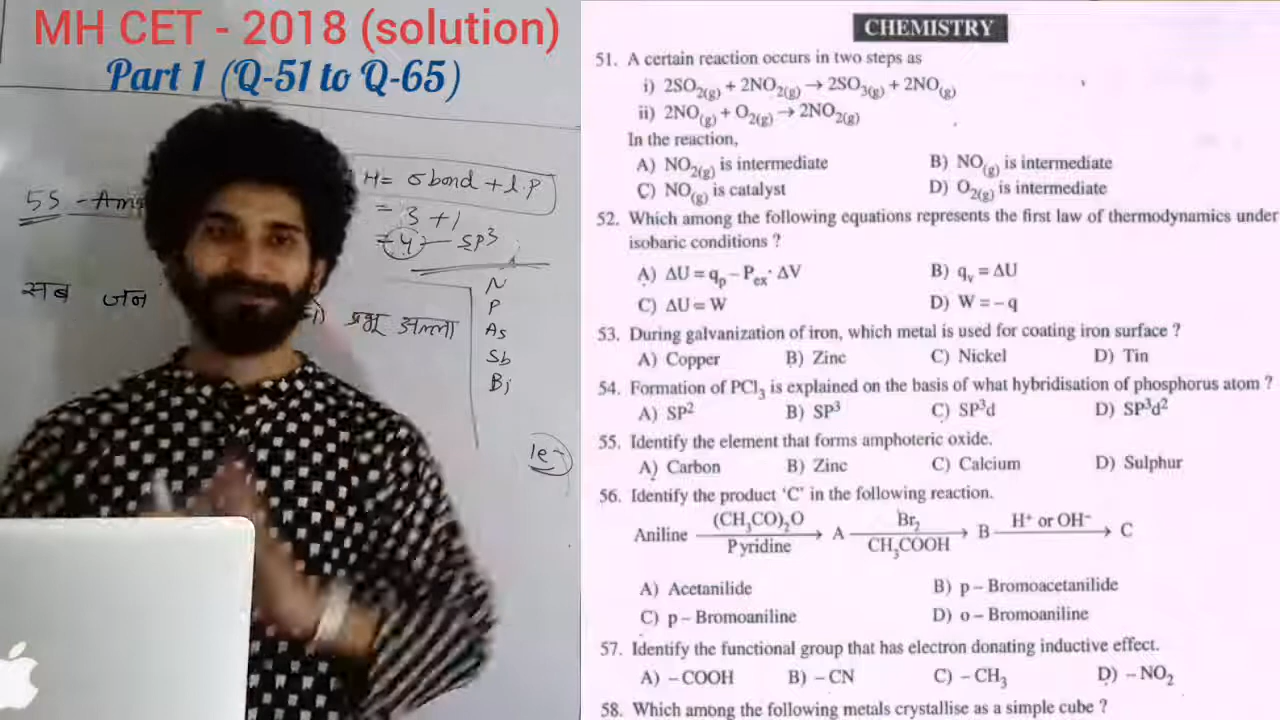 MH CET - 2018 (solution)
Part 1 (Q-51 to Q-65)
H= σ bond + l.p
= 3 +1
= 4 — SP³
55 -
सब जन
प्रभू अन्ना
N
P
As
Sb
Bi
1e-
CHEMISTRY
51. A certain reaction occurs in two steps as
i) 2SO₂(g) + 2NO₂(g) → 2SO₃(g) + 2NO(g)
ii) 2NO(g) + O₂(g) → 2NO₂(g)
In the reaction,
A) NO₂(g) is intermediate B) NO(g) is intermediate
C) NO(g) is catalyst D) O₂(g) is intermediate
52. Which among the following equations represents the first law of thermodynamics under
isobaric conditions ?
A) ΔU = qₚ – Pₑₓ· ΔV B) qᵥ = ΔU
C) ΔU = W D) W = – q
53. During galvanization of iron, which metal is used for coating iron surface ?
A) Copper B) Zinc C) Nickel D) Tin
54. Formation of PCl₃ is explained on the basis of what hybridisation of phosphorus atom ?
A) SP² B) SP³ C) SP³d D) SP³d²
55. Identify the element that forms amphoteric oxide.
A) Carbon B) Zinc C) Calcium D) Sulphur
56. Identify the product 'C' in the following reaction.
Aniline (CH₃CO)₂O Pyridine → A Br₂ CH₃COOH → B H⁺ or OH⁻ → C
A) Acetanilide B) p – Bromoacetanilide
C) p – Bromoaniline D) o – Bromoaniline
57. Identify the functional group that has electron donating inductive effect.
A) – COOH B) – CN C) – CH₃ D) – NO₂
58. Which among the following metals crystallise as a simple cube ?